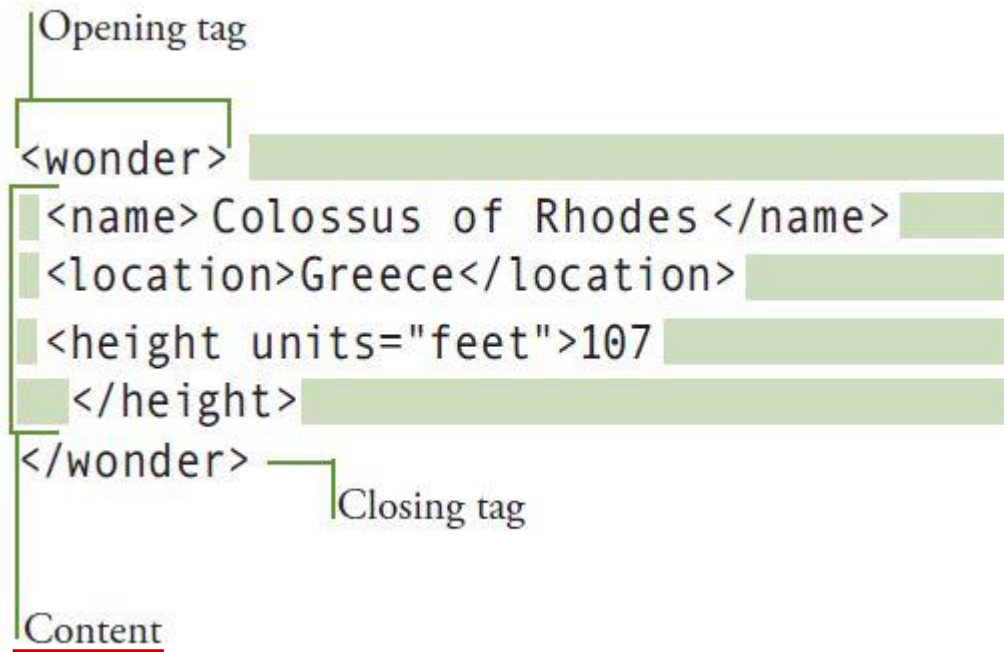 Opening tag
<wonder>
<name>Colossus of Rhodes </name>
<location>Greece</location>
<height units="feet">107
</height>
</wonder>
Closing tag
Content